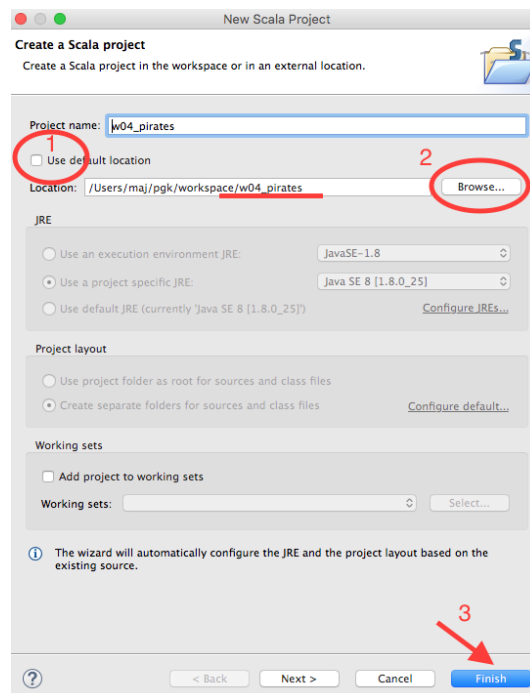 New Scala Project
Create a Scala project
Create a Scala project in the workspace or in an external location.
Project name: w04_pirates
1
Use default location
2
Location: /Users/maj/pgk/workspace/w04_pirates Browse...
JRE
Use an execution environment JRE: JavaSE-1.8
Use a project specific JRE: Java SE 8 [1.8.0_25]
Use default JRE (currently 'Java SE 8 [1.8.0_25]') Configure JREs...
Project layout
Use project folder as root for sources and class files
Create separate folders for sources and class files Configure default...
Working sets
Add project to working sets
Working sets: Select...
i The wizard will automatically configure the JRE and the project layout based on the
existing source.
3
? < Back Next > Cancel Finish